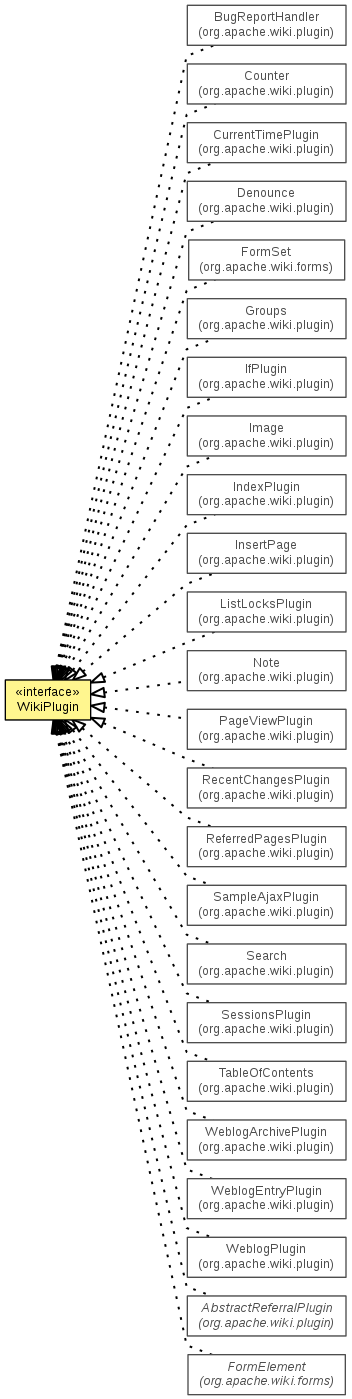 BugReportHandler
(org.apache.wiki.plugin)
Counter
(org.apache.wiki.plugin)
CurrentTimePlugin
(org.apache.wiki.plugin)
Denounce
(org.apache.wiki.plugin)
FormSet
(org.apache.wiki.forms)
Groups
(org.apache.wiki.plugin)
IfPlugin
(org.apache.wiki.plugin)
Image
(org.apache.wiki.plugin)
IndexPlugin
(org.apache.wiki.plugin)
InsertPage
(org.apache.wiki.plugin)
ListLocksPlugin
(org.apache.wiki.plugin)
Note
(org.apache.wiki.plugin)
«interface»
WikiPlugin
PageViewPlugin
(org.apache.wiki.plugin)
RecentChangesPlugin
(org.apache.wiki.plugin)
ReferredPagesPlugin
(org.apache.wiki.plugin)
SampleAjaxPlugin
(org.apache.wiki.plugin)
Search
(org.apache.wiki.plugin)
SessionsPlugin
(org.apache.wiki.plugin)
TableOfContents
(org.apache.wiki.plugin)
WeblogArchivePlugin
(org.apache.wiki.plugin)
WeblogEntryPlugin
(org.apache.wiki.plugin)
WeblogPlugin
(org.apache.wiki.plugin)
AbstractReferralPlugin
(org.apache.wiki.plugin)
FormElement
(org.apache.wiki.forms)